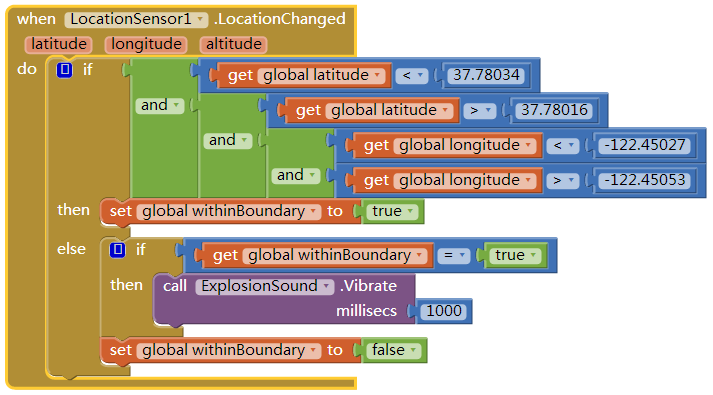 when LocationSensor1 .LocationChanged
latitude longitude altitude
do if get global latitude < 37.78034
and get global latitude > 37.78016
and get global longitude < -122.45027
and get global longitude > -122.45053
then set global withinBoundary to true
else if get global withinBoundary = true
then call ExplosionSound .Vibrate
millisecs 1000
set global withinBoundary to false